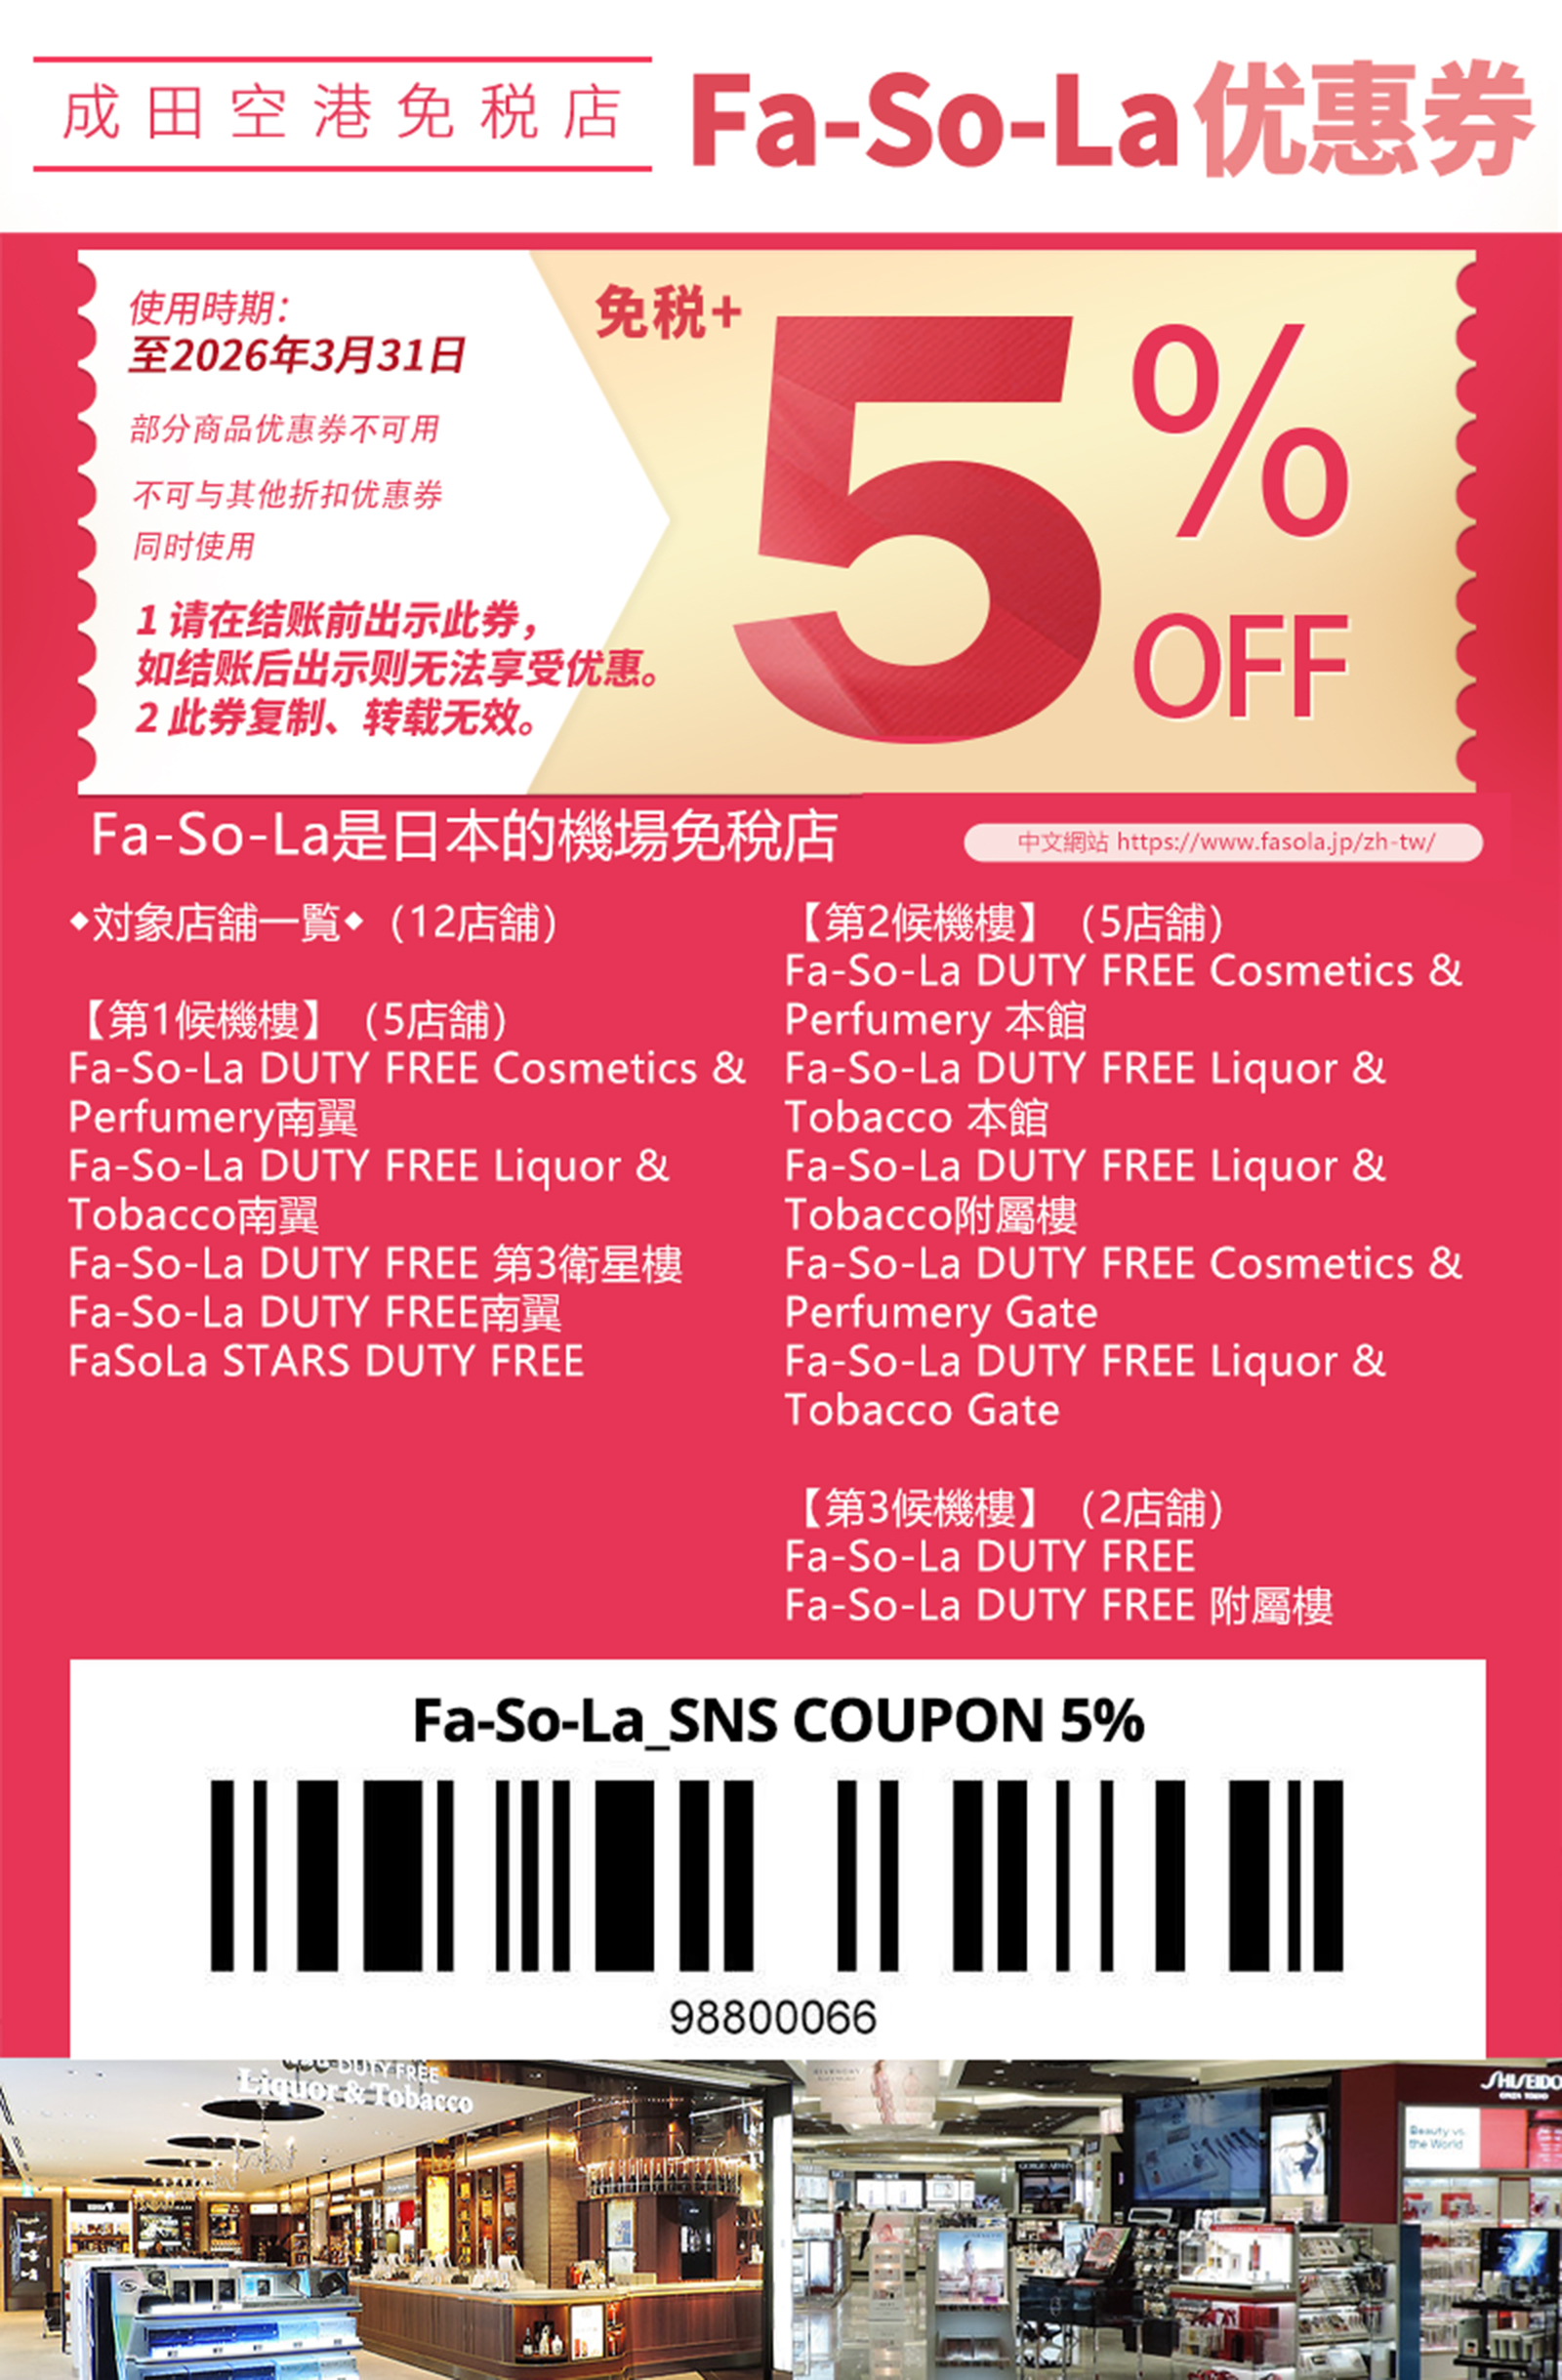 成田空港免税店
Fa-So-La优惠券
使用時期：
至2026年3月31日
部分商品优惠券不可用
不可与其他折扣优惠券
同时使用
1 请在结账前出示此券，
如结账后出示则无法享受优惠。
2 此券复制、转载无效。
免税+
5%
OFF
Fa-So-La是日本的機場免稅店
中文網站 https://www.fasola.jp/zh-tw/
◆対象店舗一覧◆（12店舗）
【第1候機樓】（5店舗）
Fa-So-La DUTY FREE Cosmetics &
Perfumery南翼
Fa-So-La DUTY FREE Liquor &
Tobacco南翼
Fa-So-La DUTY FREE 第3衛星樓
Fa-So-La DUTY FREE南翼
FaSoLa STARS DUTY FREE
【第2候機樓】（5店舗）
Fa-So-La DUTY FREE Cosmetics &
Perfumery 本館
Fa-So-La DUTY FREE Liquor &
Tobacco 本館
Fa-So-La DUTY FREE Liquor &
Tobacco附屬樓
Fa-So-La DUTY FREE Cosmetics &
Perfumery Gate
Fa-So-La DUTY FREE Liquor &
Tobacco Gate
【第3候機樓】（2店舗）
Fa-So-La DUTY FREE
Fa-So-La DUTY FREE 附屬樓
Fa-So-La_SNS COUPON 5%
98800066
DUTY FREE
Liquor & Tobacco
SHISEIDO
GINZA TOKYO
Beauty vs.
the World